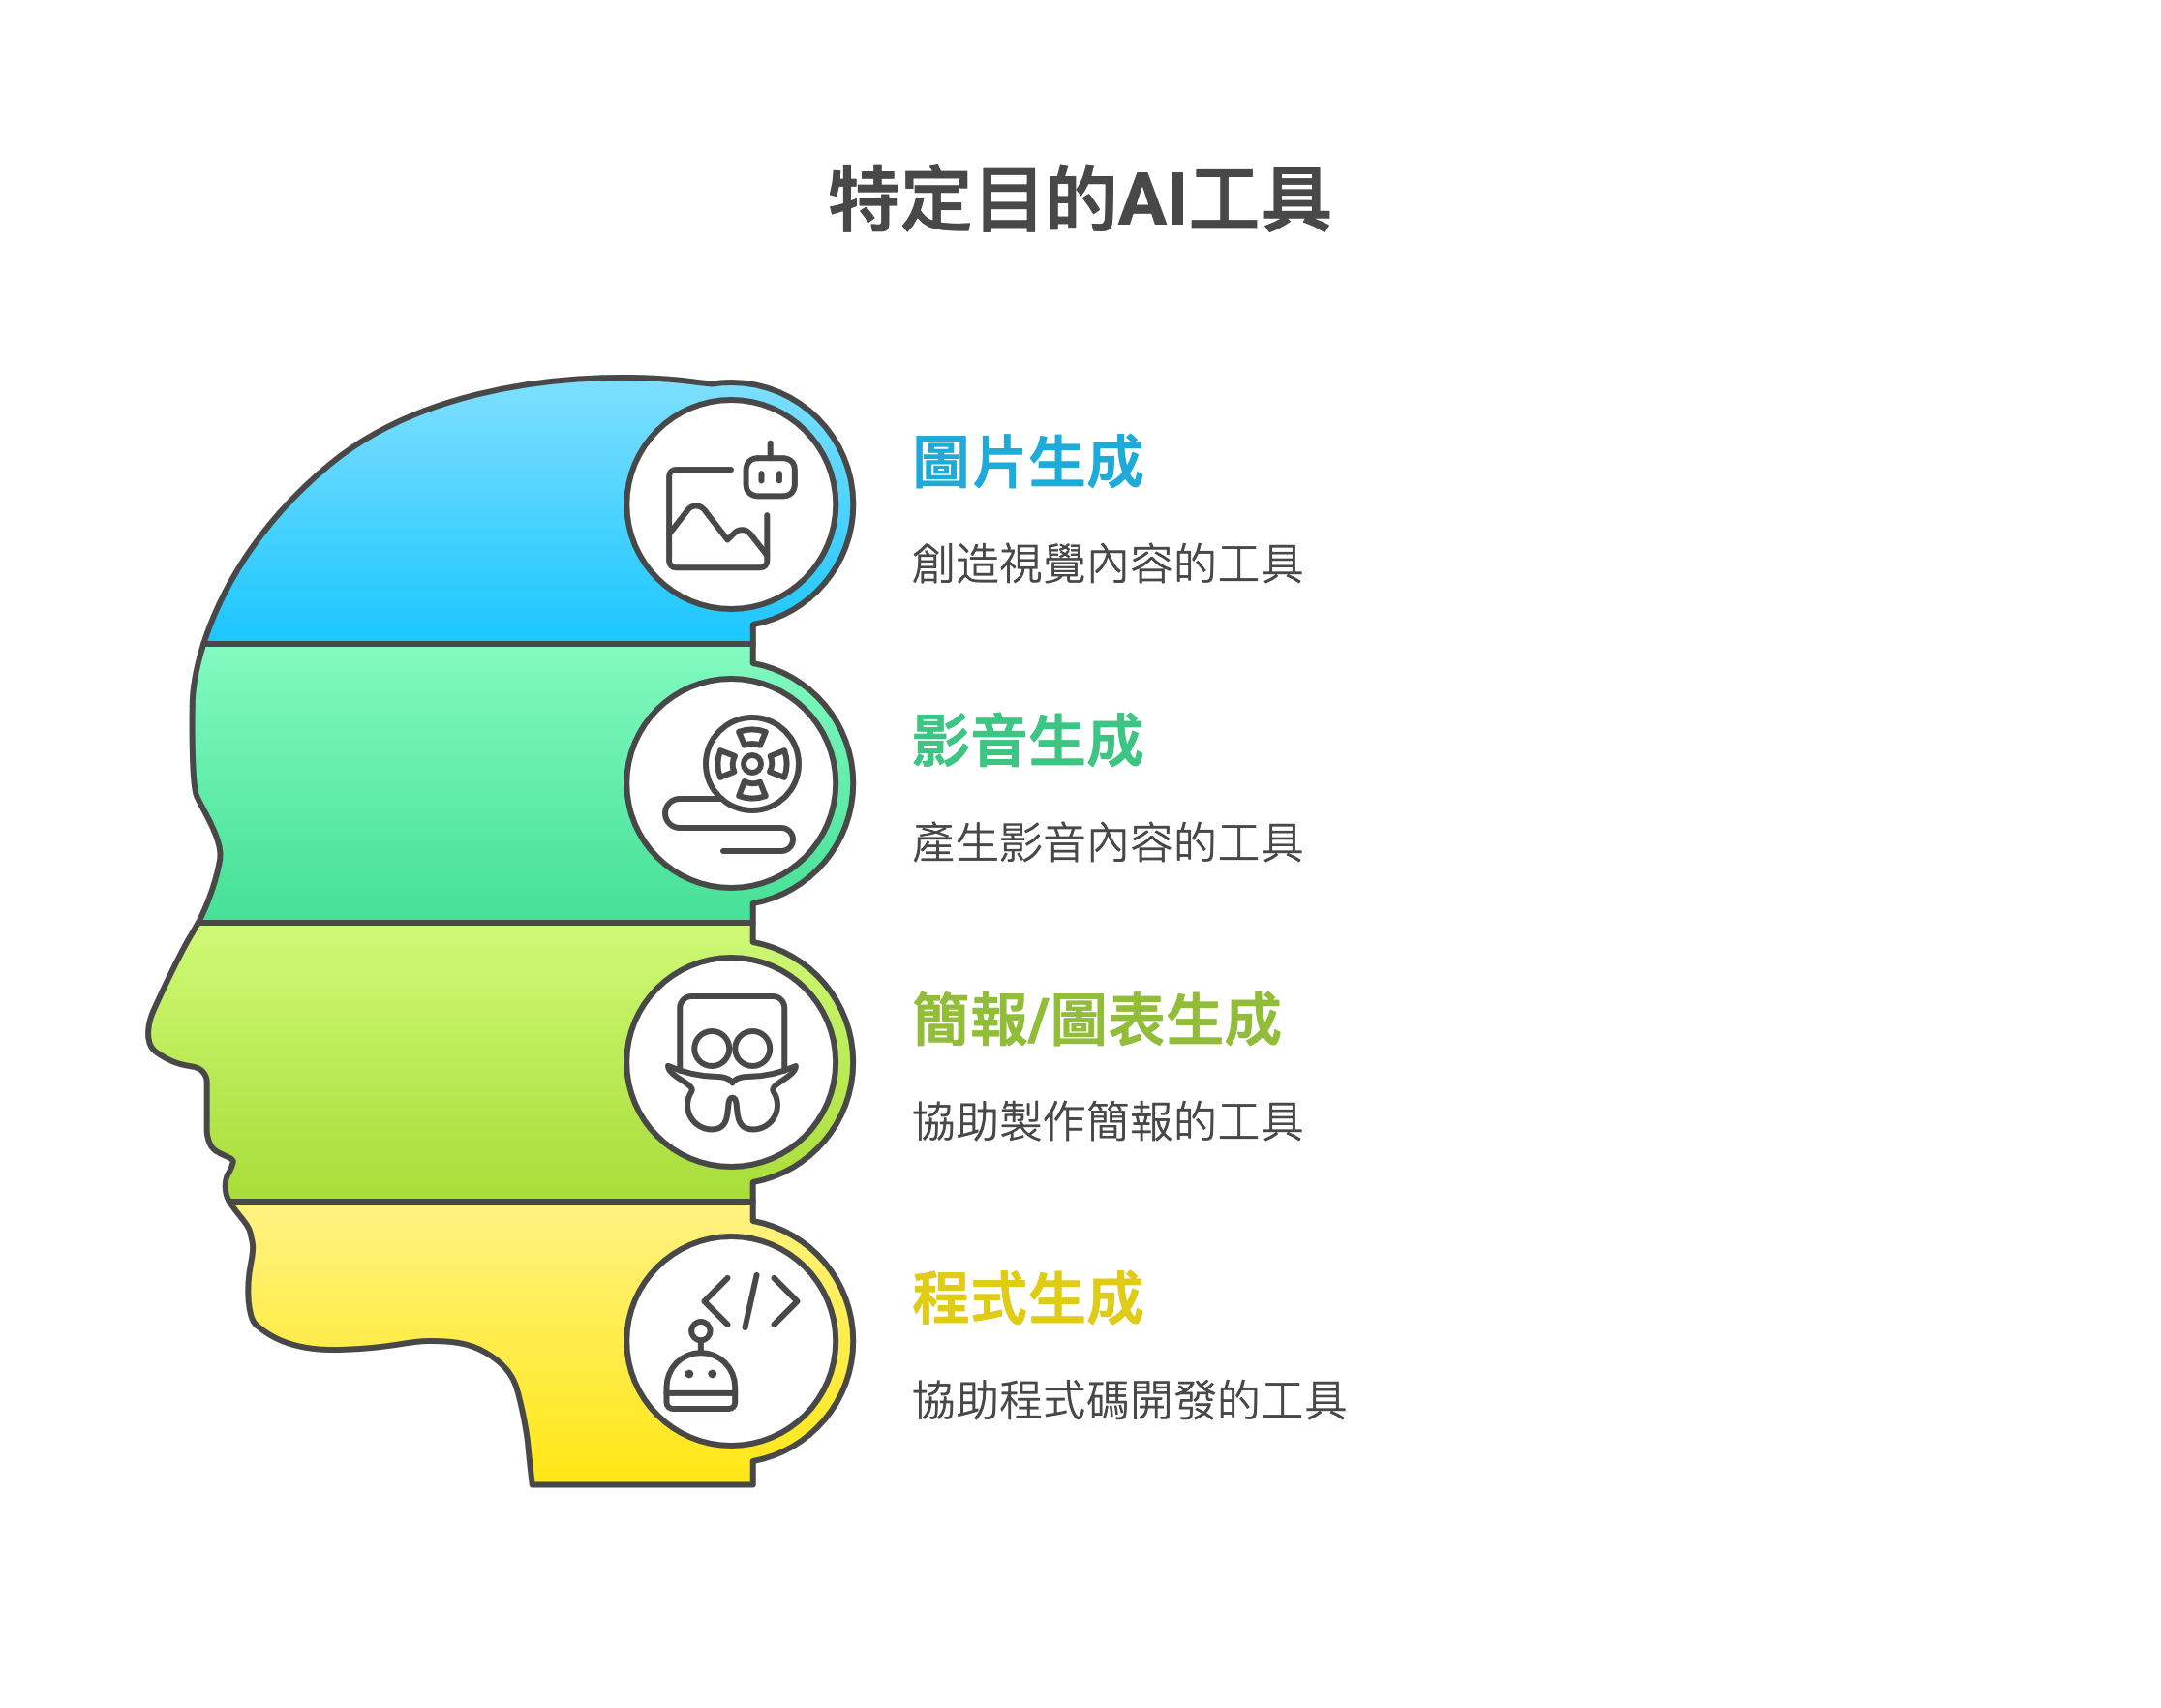 特定目的AI工具
圖片生成
創造視覺內容的工具
影音生成
產生影音內容的工具
簡報/圖表生成
協助製作簡報的工具
程式生成
協助程式碼開發的工具